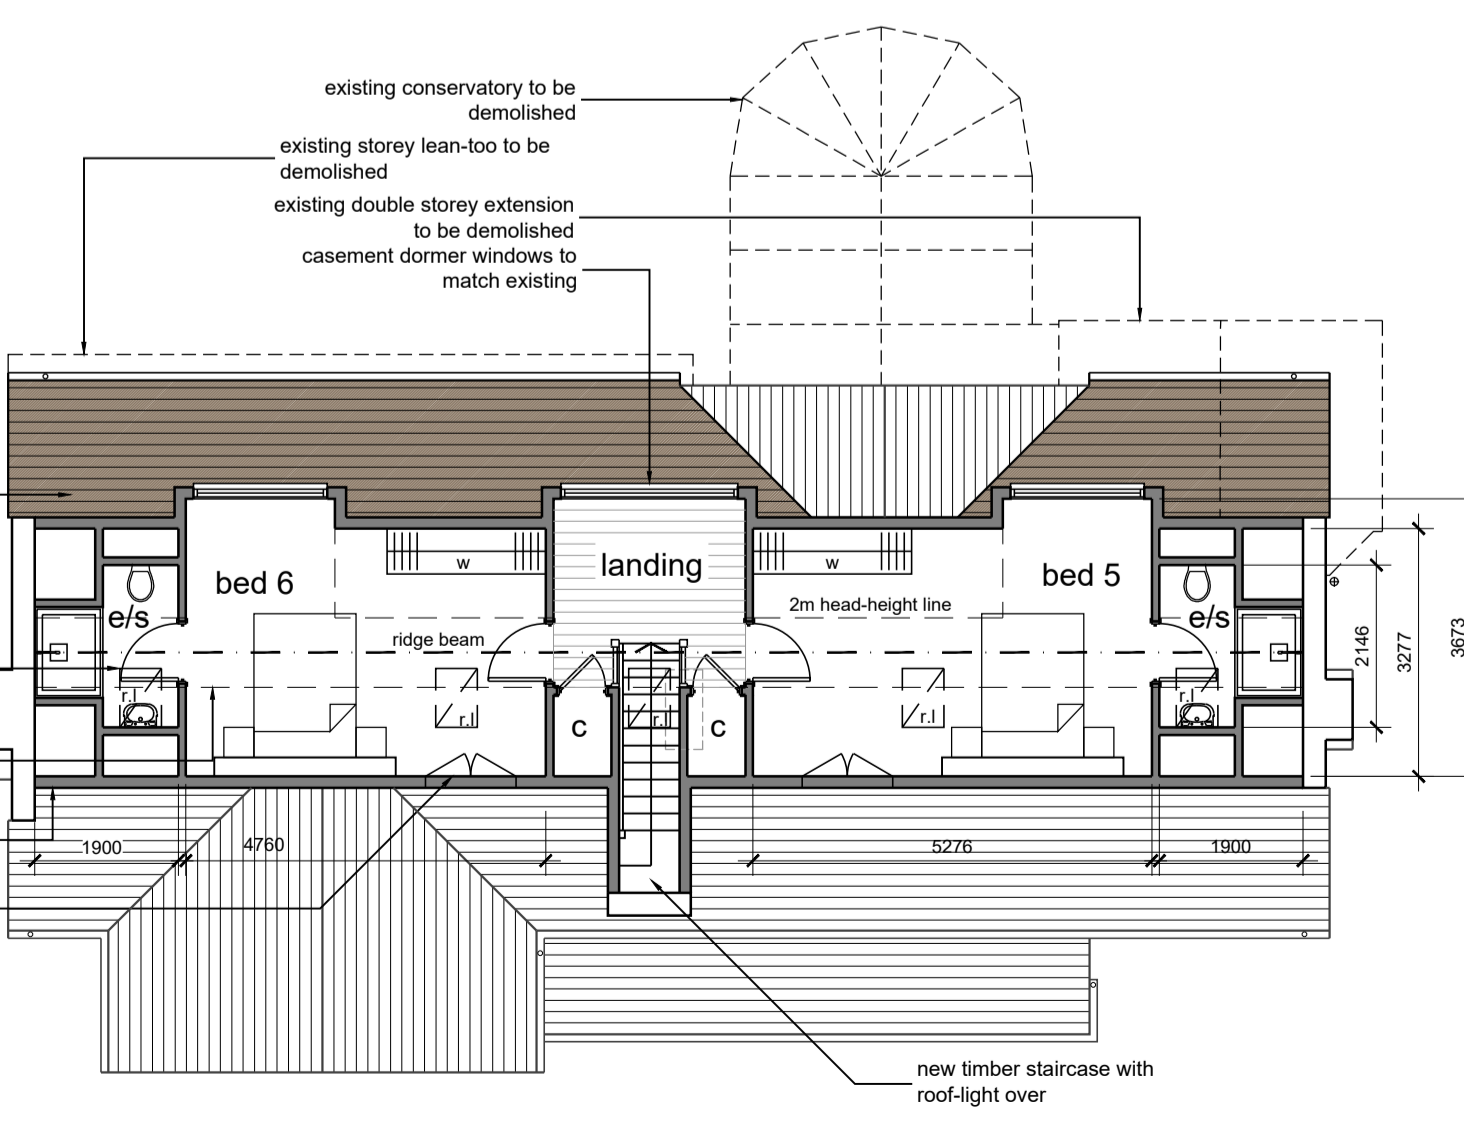 existing conservatory to be
demolished
existing storey lean-too to be
demolished
existing double storey extension
to be demolished
casement dormer windows to
match existing
landing
w
w
bed 6
bed 5
e/s
e/s
2m head-height line
ridge beam
r.l
r.l
r.l
r.l
r.l
c
c
2146
3277
3673
1900
4760
5276
1900
new timber staircase with
roof-light over